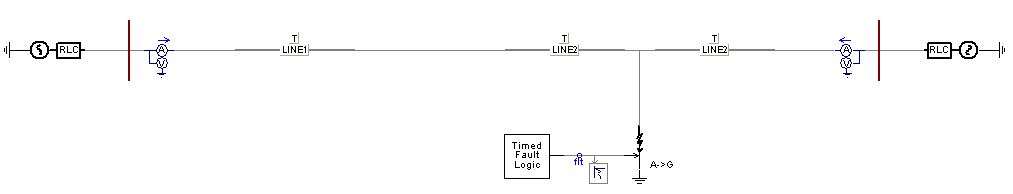 RLC
A
V
T
LINE1
T
LINE2
T
LINE2
A
V
RLC
Timed
Fault
Logic
flt
A->G